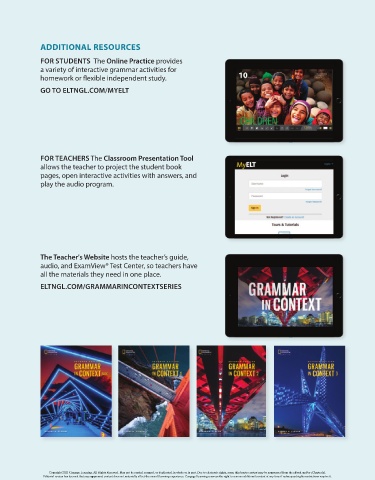 ADDITIONAL RESOURCES
FOR STUDENTS The Online Practice provides
a variety of interactive grammar activities for
homework or flexible independent study.
GO TO ELTNGL.COM/MYELT
10
CHILDREN
FOR TEACHERS The Classroom Presentation Tool
allows the teacher to project the student book
pages, open interactive activities with answers, and
play the audio program.
MyELT
Login
The Teacher's Website hosts the teacher's guide,
audio, and ExamView® Test Center, so teachers have
all the materials they need in one place.
ELTNGL.COM/GRAMMARINCONTEXTSERIES
GRAMMAR
IN CONTEXT
GRAMMAR
IN CONTEXT
GRAMMAR
IN CONTEXT
GRAMMAR
IN CONTEXT
GRAMMAR
IN CONTEXT